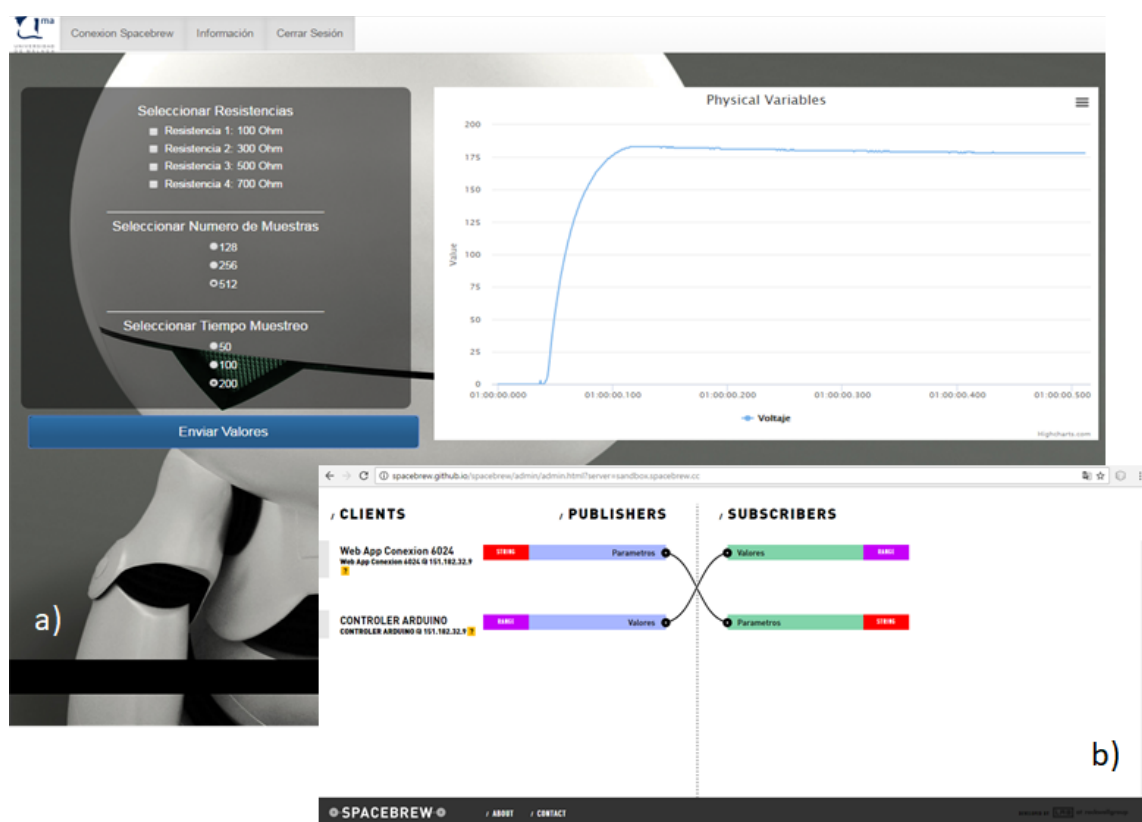 ma
UNIVERSIDAD
DE MÁLAGA
Conexion Spacebrew
Información
Cerrar Sesión
Seleccionar Resistencias
Resistencia 1: 100 Ohm
Resistencia 2: 300 Ohm
Resistencia 3: 500 Ohm
Resistencia 4: 700 Ohm
Seleccionar Numero de Muestras
128
256
512
Seleccionar Tiempo Muestreo
50
100
200
Enviar Valores
Physical Variables
200
175
150
125
100
75
50
25
0
Value
01:00:00.000
01:00:00.100
01:00:00.200
01:00:00.300
01:00:00.400
01:00:00.500
Voltaje
Highcharts.com
a)
spacebrew.github.io/spacebrew/admin/admin.html?server=sandbox.spacebrew.cc
/ CLIENTS
/ PUBLISHERS
/ SUBSCRIBERS
Web App Conexion 6024
Web App Conexion 6024 @ 151.182.32.9
?
STRING
Parametros
Valores
RANGE
CONTROLER ARDUINO
CONTROLER ARDUINO @ 151.182.32.9 ?
RANGE
Valores
Parametros
STRING
b)
SPACEBREW
/ ABOUT
/ CONTACT